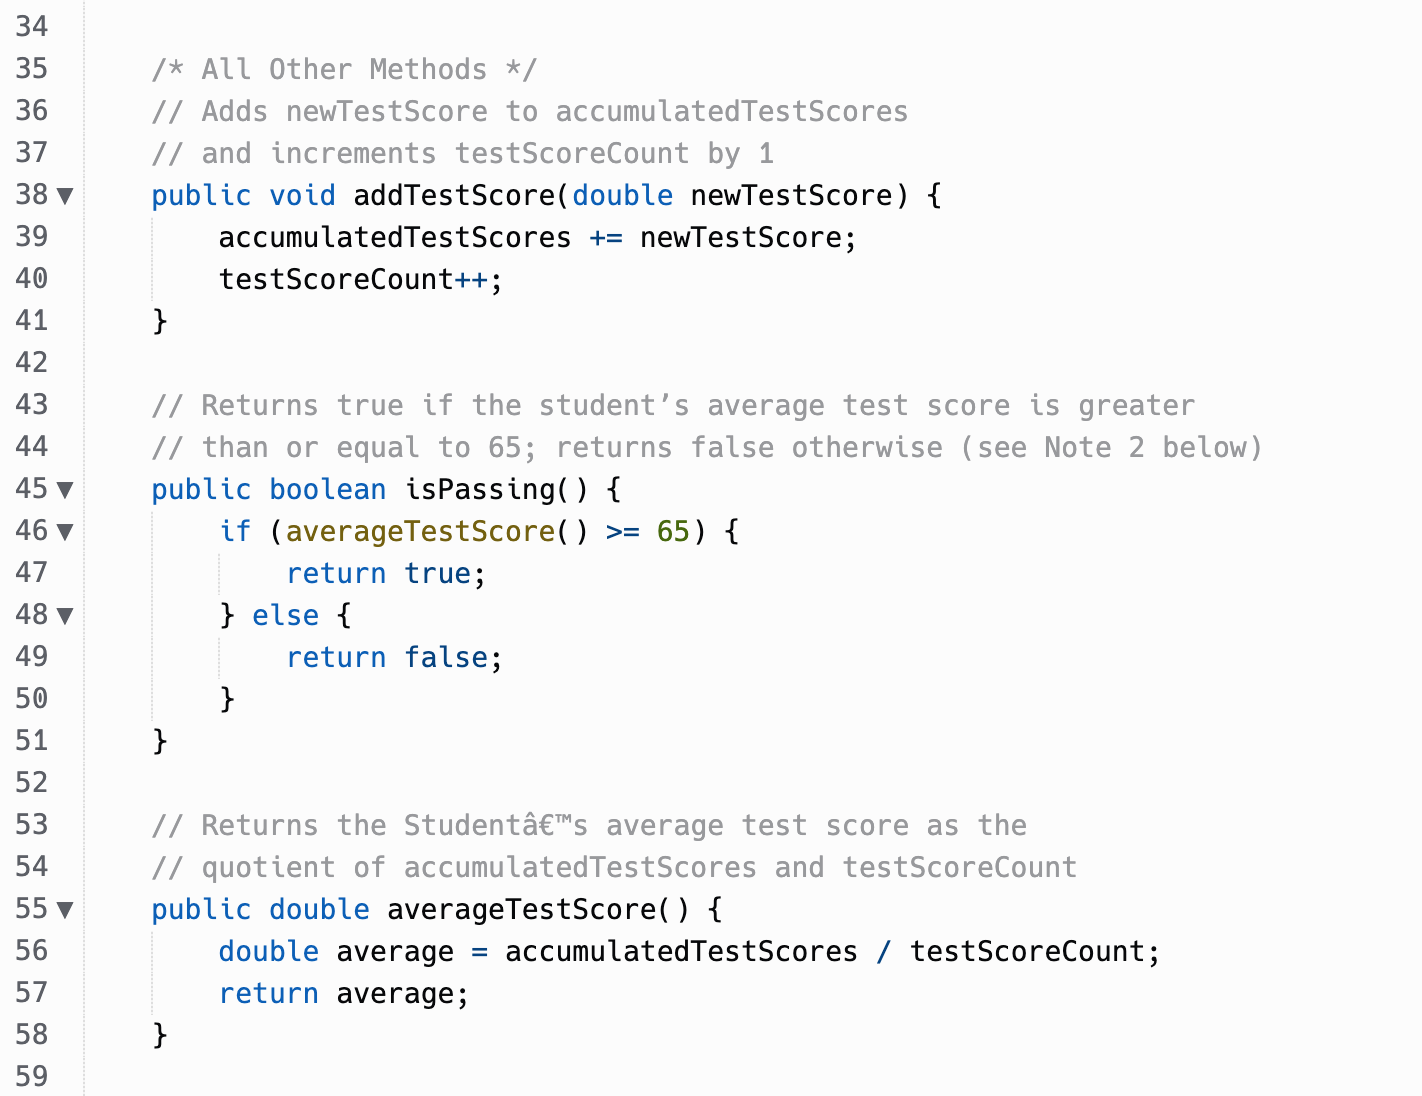 34
35 /* All Other Methods */
36 // Adds newTestScore to accumulatedTestScores
37 // and increments testScoreCount by 1
38 ▼ public void addTestScore(double newTestScore) {
39 accumulatedTestScores += newTestScore;
40 testScoreCount++;
41 }
42
43 // Returns true if the student’s average test score is greater
44 // than or equal to 65; returns false otherwise (see Note 2 below)
45 ▼ public boolean isPassing() {
46 ▼ if (averageTestScore() >= 65) {
47 return true;
48 ▼ } else {
49 return false;
50 }
51 }
52
53 // Returns the Studentâ€™s average test score as the
54 // quotient of accumulatedTestScores and testScoreCount
55 ▼ public double averageTestScore() {
56 double average = accumulatedTestScores / testScoreCount;
57 return average;
58 }
59